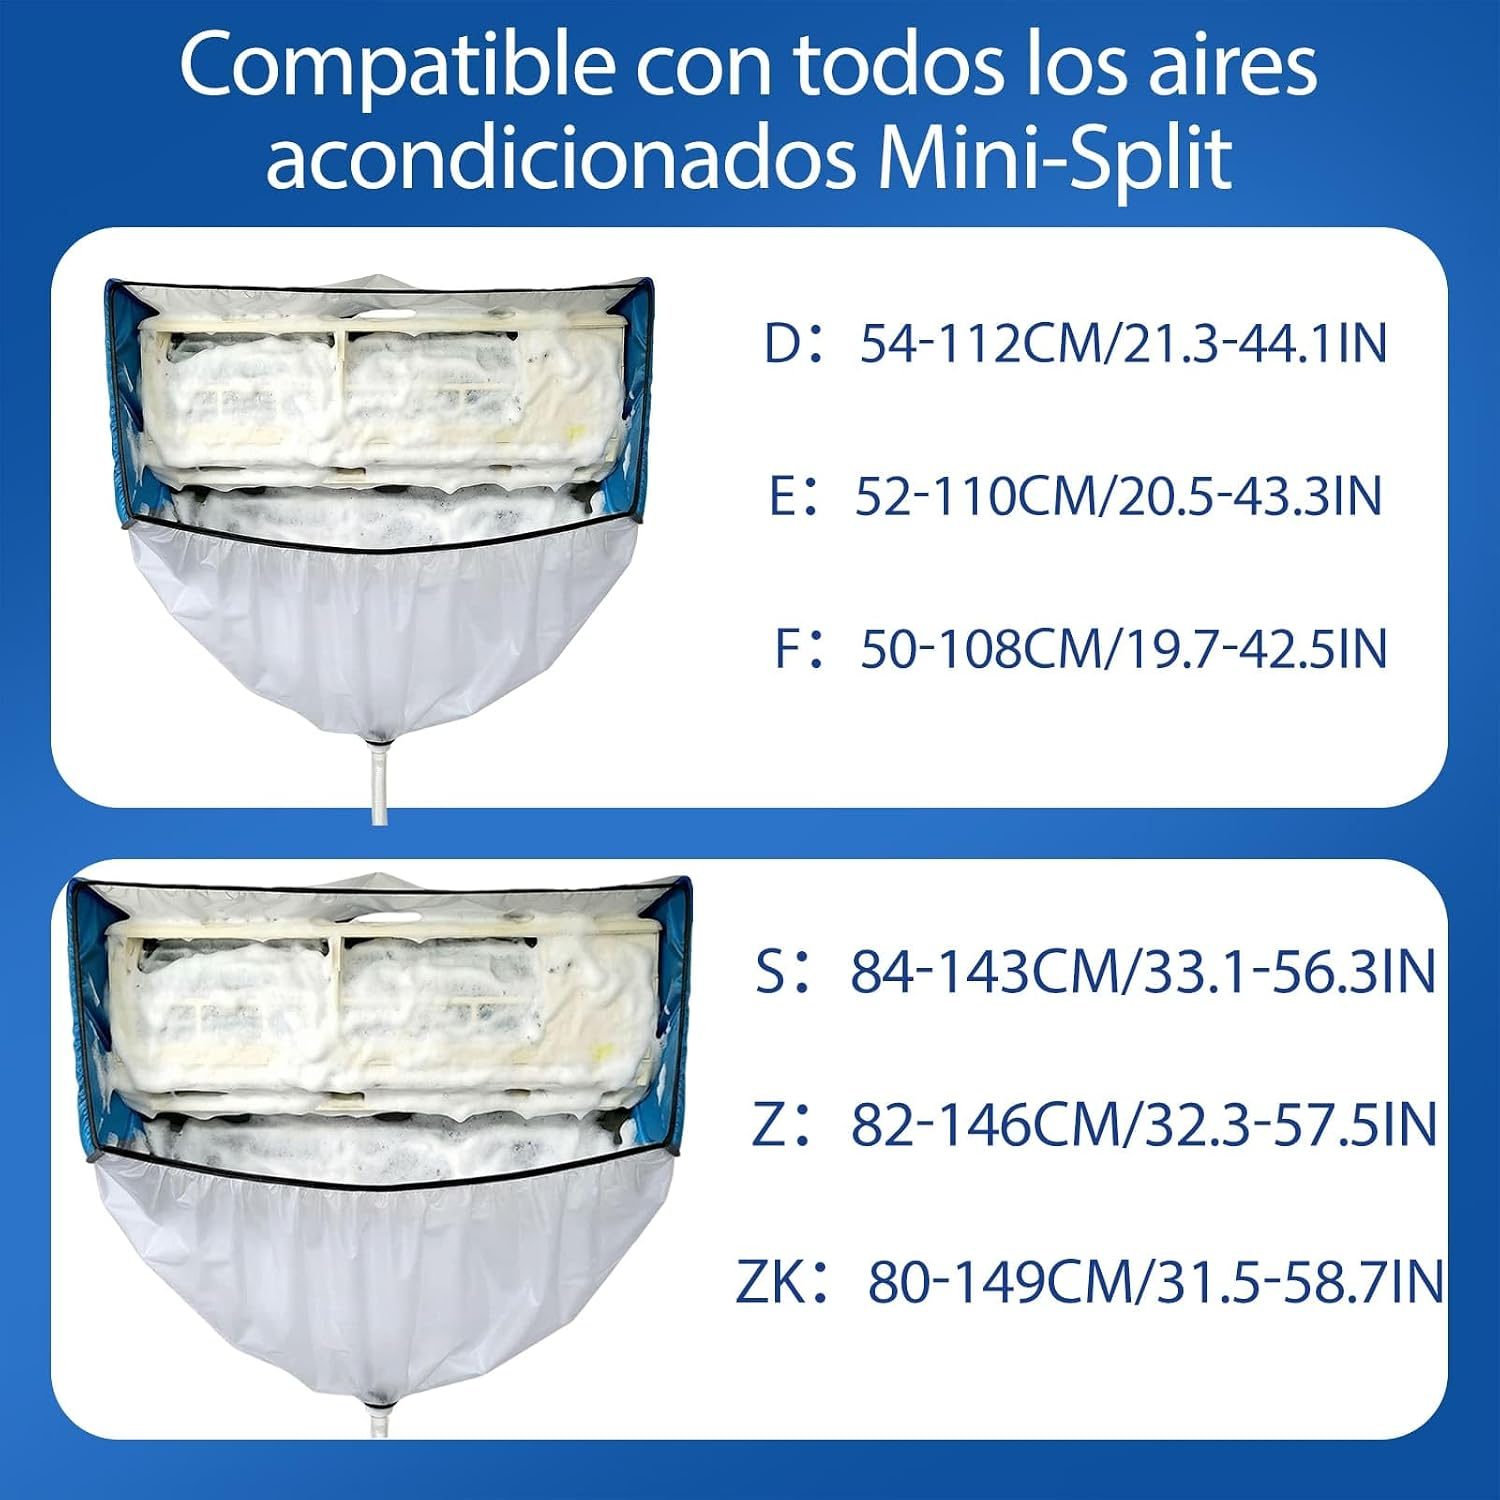 Compatible con todos los aires
acondicionados Mini-Split
D： 54-112CM/21.3-44.1IN
E： 52-110CM/20.5-43.3IN
F： 50-108CM/19.7-42.5IN
S： 84-143CM/33.1-56.3IN
Z： 82-146CM/32.3-57.5IN
ZK： 80-149CM/31.5-58.7IN